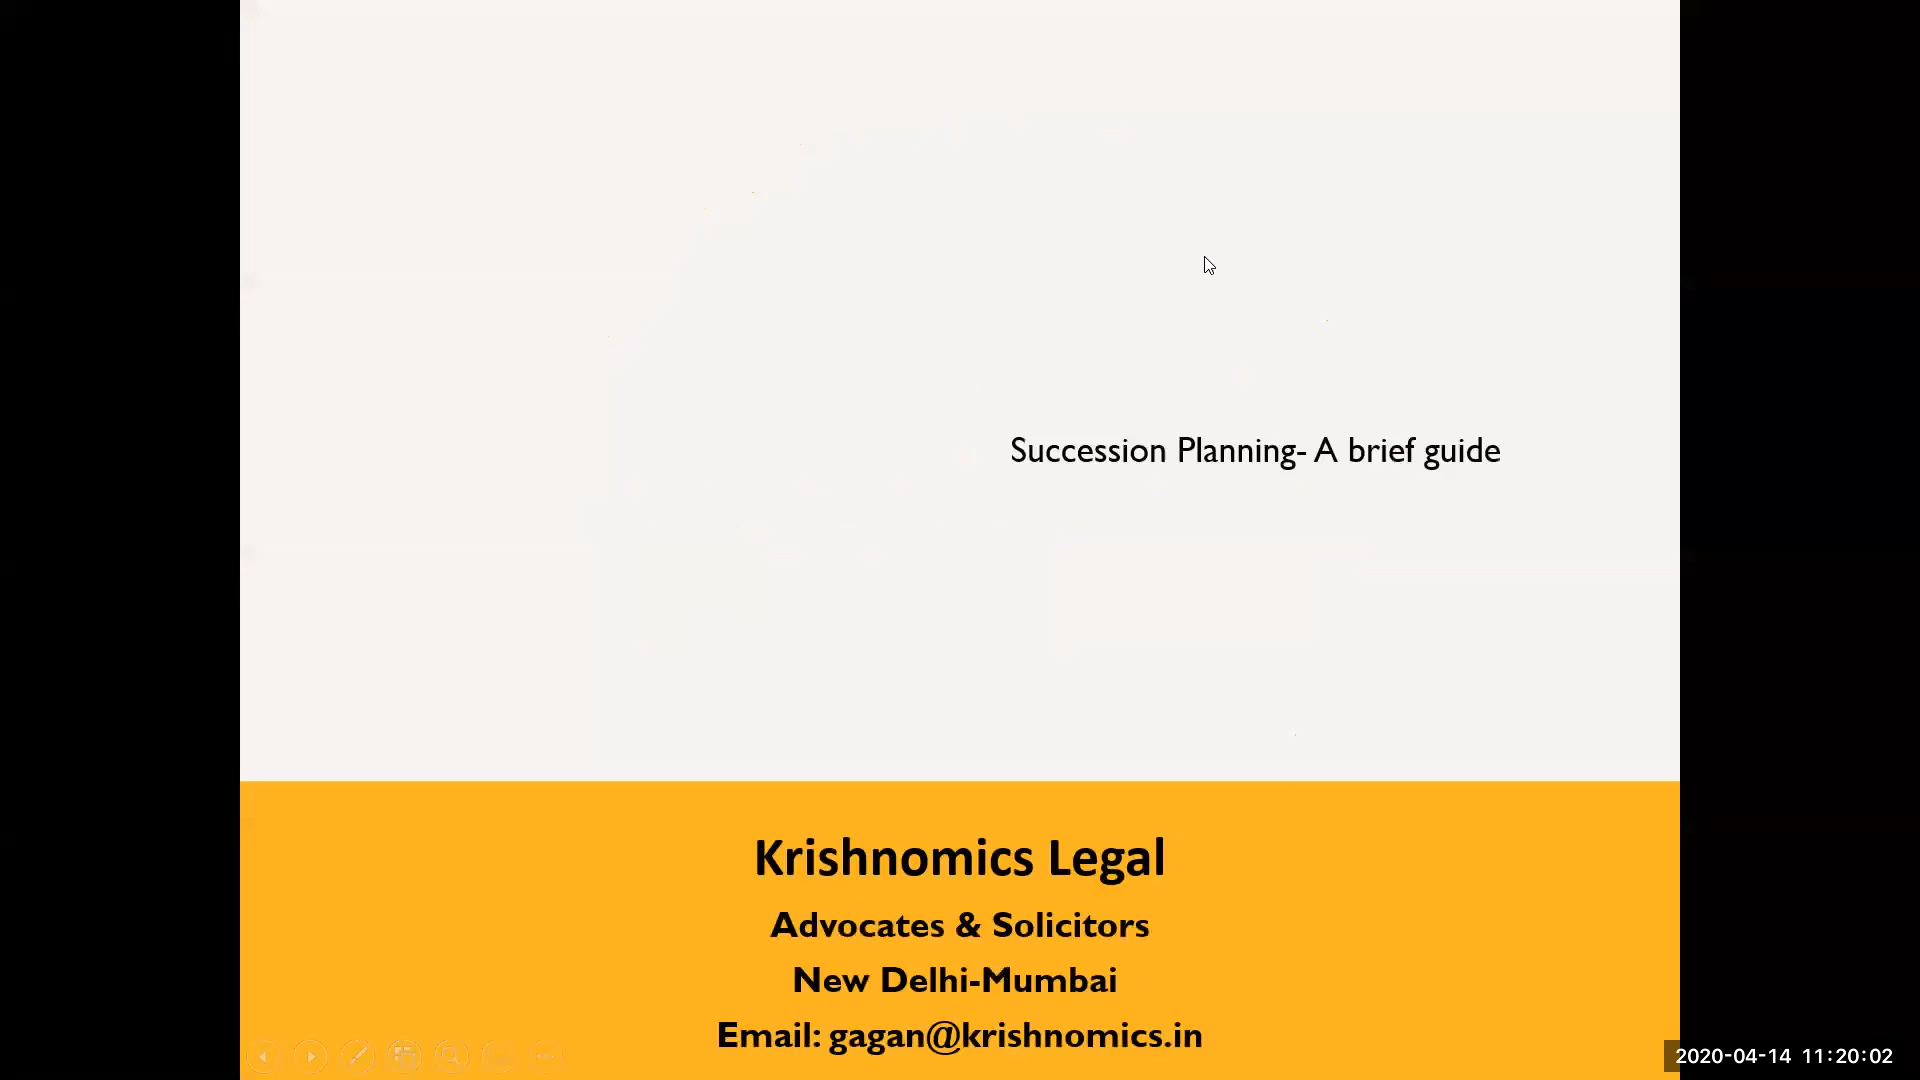 Succession Planning- A brief guide
Krishnomics Legal
Advocates & Solicitors
New Delhi-Mumbai
Email: gagan@krishnomics.in
2020-04-14 11:20:02